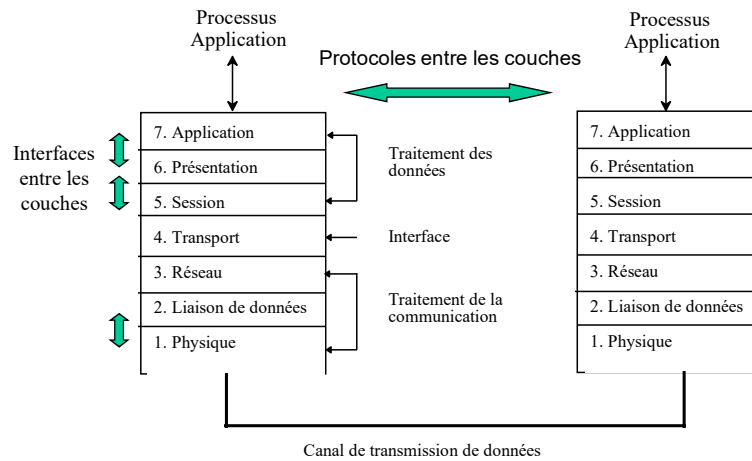 Processus
Application
Processus
Application
Protocoles entre les couches
Interfaces
entre les
couches
7. Application
6. Présentation
5. Session
4. Transport
3. Réseau
2. Liaison de données
1. Physique
Traitement des
données
Interface
Traitement de la
communication
7. Application
6. Présentation
5. Session
4. Transport
3. Réseau
2. Liaison de données
1. Physique
Canal de transmission de données